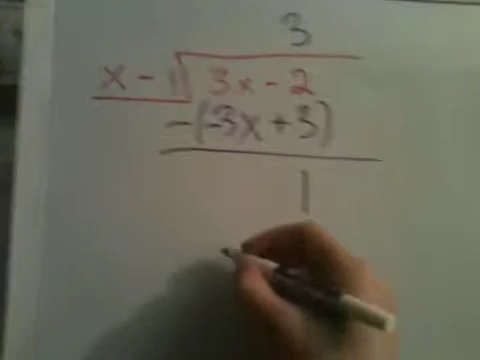 3
x - 1 3x - 2
-(-3x + 3)
1